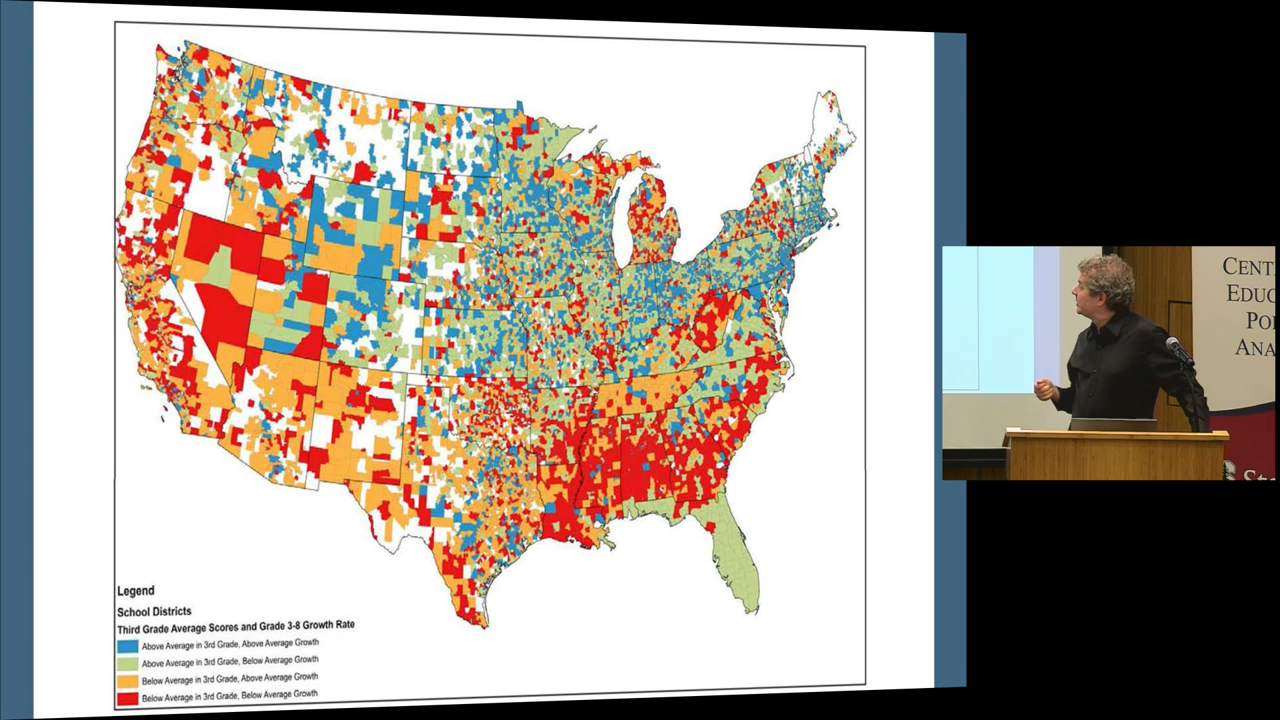 Legend
School Districts
Third Grade Average Scores and Grade 3-8 Growth Rate
Above Average in 3rd Grade, Above Average Growth
Above Average in 3rd Grade, Below Average Growth
Below Average in 3rd Grade, Above Average Growth
Below Average in 3rd Grade, Below Average Growth
CENT
EDUC
PO
ANA